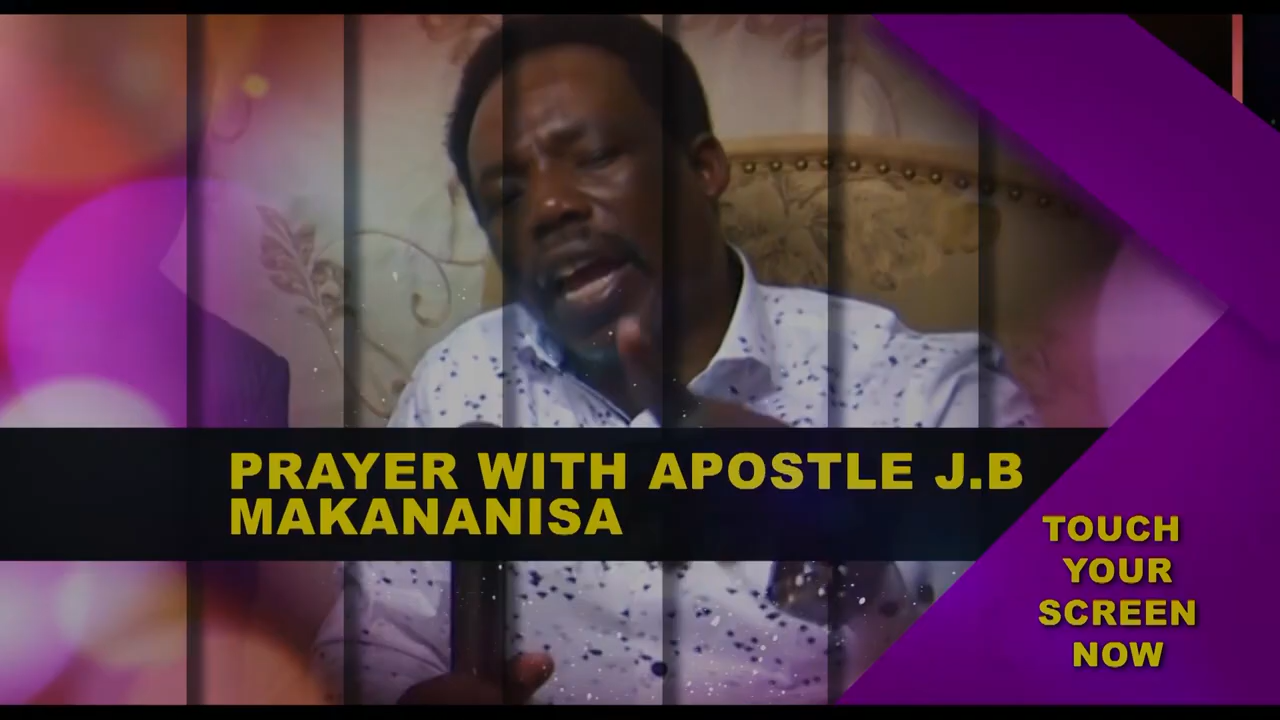 PRAYER WITH APOSTLE J.B
MAKANANISA
TOUCH
YOUR
SCREEN
NOW